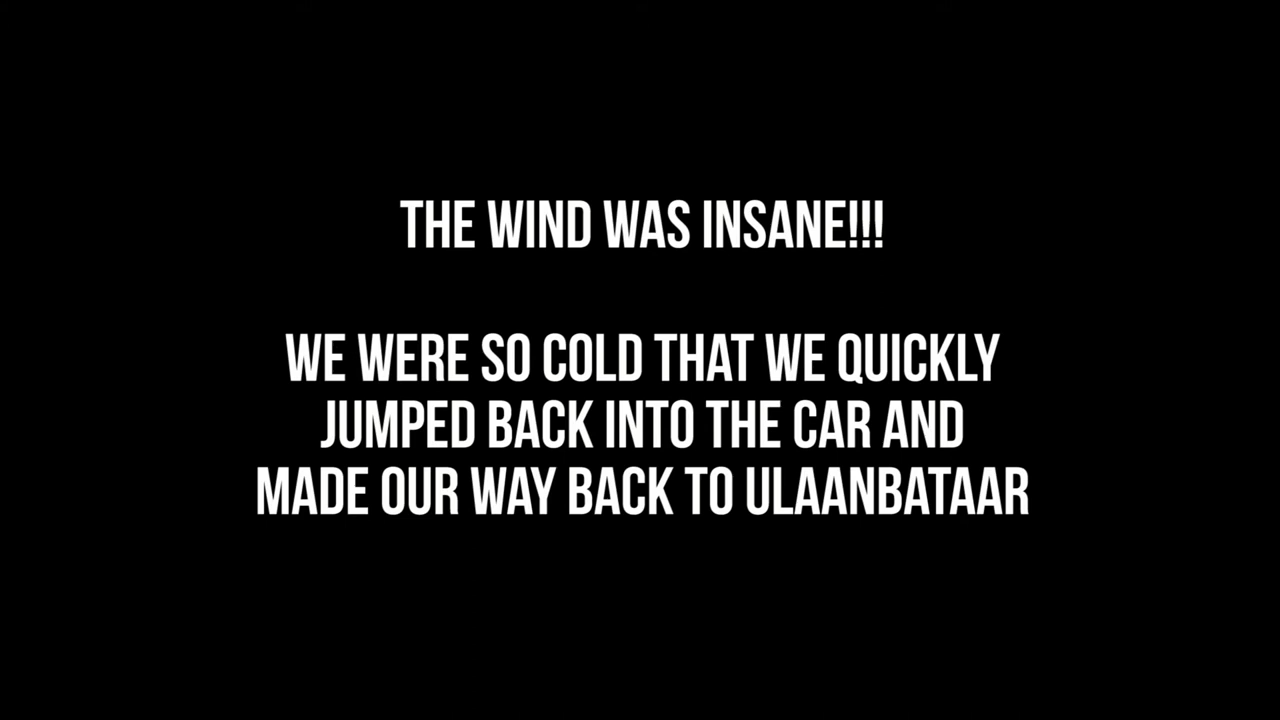 THE WIND WAS INSANE!!!
WE WERE SO COLD THAT WE QUICKLY
JUMPED BACK INTO THE CAR AND
MADE OUR WAY BACK TO ULAANBATAAR